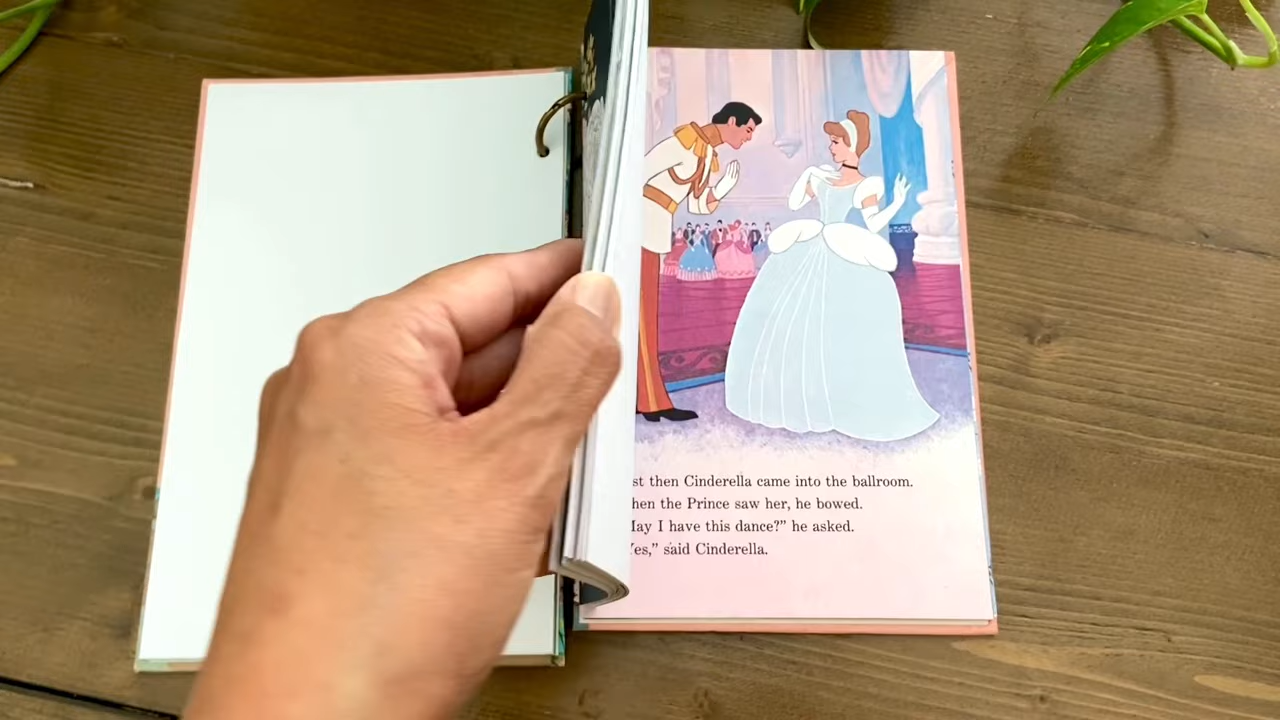 st then Cinderella came into the ballroom.
hen the Prince saw her, he bowed.
May I have this dance?” he asked.
Yes,” said Cinderella.